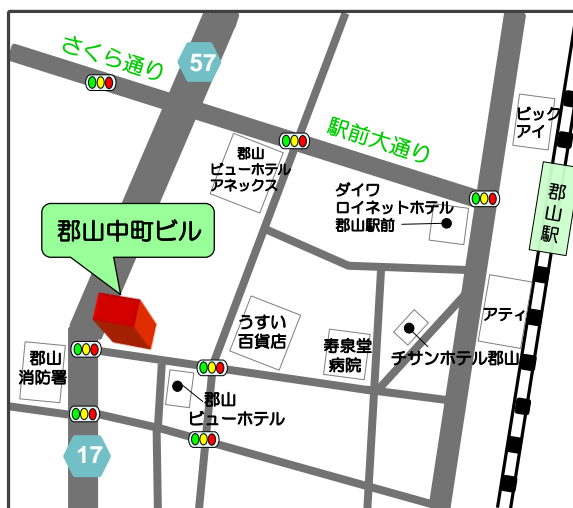 さくら通り
57
駅前大通り
ビック
アイ
郡山
ビューホテル
アネックス
ダイワ
ロイネットホテル
郡山駅前
郡山駅
郡山中町ビル
うすい
百貨店
寿泉堂
病院
アティ
チサンホテル郡山
郡山
消防署
郡山
ビューホテル
17